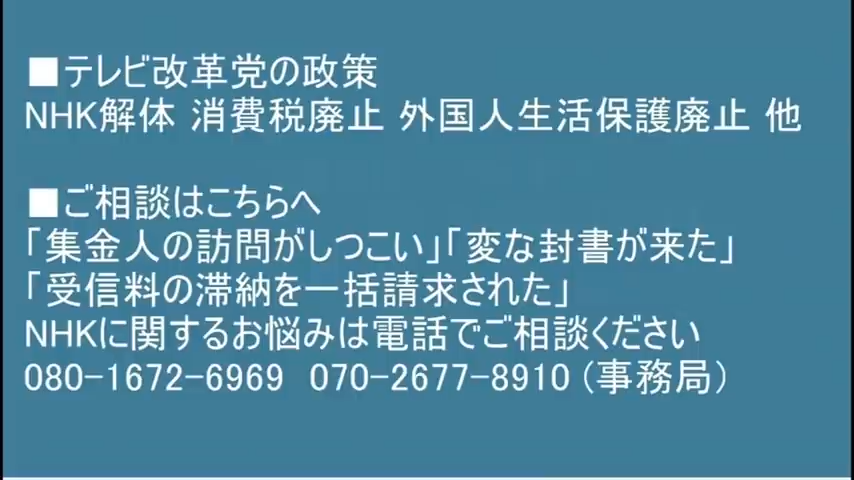 ■テレビ改革党の政策
NHK解体 消費税廃止 外国人生活保護廃止 他
■ご相談はこちらへ
「集金人の訪問がしつこい」「変な封書が来た」
「受信料の滞納を一括請求された」
NHKに関するお悩みは電話でご相談ください
080-1672-6969 070-2677-8910（事務局）